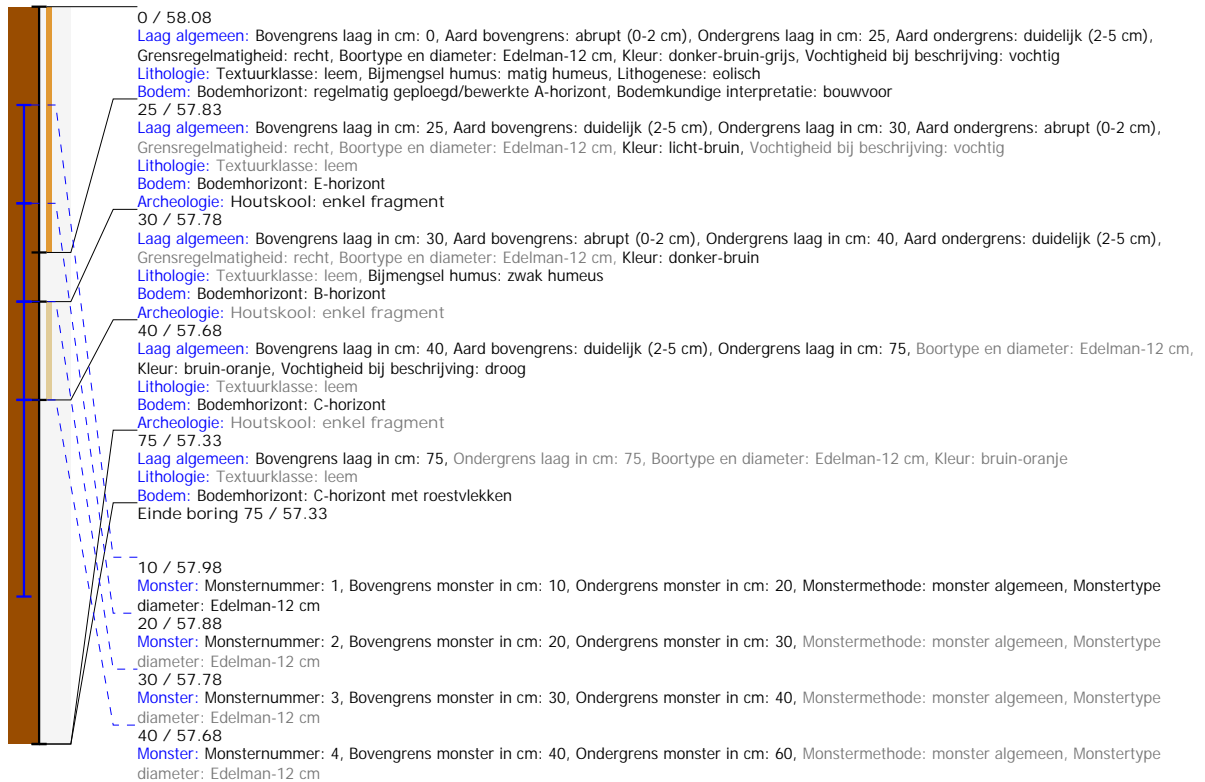 0 / 58.08
Laag algemeen: Bovengrens laag in cm: 0, Aard bovengrens: abrupt (0-2 cm), Ondergrens laag in cm: 25, Aard ondergrens: duidelijk (2-5 cm),
Grensregelmatigheid: recht, Boortype en diameter: Edelman-12 cm, Kleur: donker-bruin-grijs, Vochtigheid bij beschrijving: vochtig
Lithologie: Textuurklasse: leem, Bijmengsel humus: matig humeus, Lithogenese: eolisch
Bodem: Bodemhorizont: regelmatig geploegd/bewerkte A-horizont, Bodemkundige interpretatie: bouwvoor
25 / 57.83
Laag algemeen: Bovengrens laag in cm: 25, Aard bovengrens: duidelijk (2-5 cm), Ondergrens laag in cm: 30, Aard ondergrens: abrupt (0-2 cm),
Grensregelmatigheid: recht, Boortype en diameter: Edelman-12 cm, Kleur: licht-bruin, Vochtigheid bij beschrijving: vochtig
Lithologie: Textuurklasse: leem
Bodem: Bodemhorizont: E-horizont
Archeologie: Houtskool: enkel fragment
30 / 57.78
Laag algemeen: Bovengrens laag in cm: 30, Aard bovengrens: abrupt (0-2 cm), Ondergrens laag in cm: 40, Aard ondergrens: duidelijk (2-5 cm),
Grensregelmatigheid: recht, Boortype en diameter: Edelman-12 cm, Kleur: donker-bruin
Lithologie: Textuurklasse: leem, Bijmengsel humus: zwak humeus
Bodem: Bodemhorizont: B-horizont
Archeologie: Houtskool: enkel fragment
40 / 57.68
Laag algemeen: Bovengrens laag in cm: 40, Aard bovengrens: duidelijk (2-5 cm), Ondergrens laag in cm: 75, Boortype en diameter: Edelman-12 cm,
Kleur: bruin-oranje, Vochtigheid bij beschrijving: droog
Lithologie: Textuurklasse: leem
Bodem: Bodemhorizont: C-horizont
Archeologie: Houtskool: enkel fragment
75 / 57.33
Laag algemeen: Bovengrens laag in cm: 75, Ondergrens laag in cm: 75, Boortype en diameter: Edelman-12 cm, Kleur: bruin-oranje
Lithologie: Textuurklasse: leem
Bodem: Bodemhorizont: C-horizont met roestvlekken
Einde boring 75 / 57.33
10 / 57.98
Monster: Monsternummer: 1, Bovengrens monster in cm: 10, Ondergrens monster in cm: 20, Monstermethode: monster algemeen, Monstertype
diameter: Edelman-12 cm
20 / 57.88
Monster: Monsternummer: 2, Bovengrens monster in cm: 20, Ondergrens monster in cm: 30, Monstermethode: monster algemeen, Monstertype
diameter: Edelman-12 cm
30 / 57.78
Monster: Monsternummer: 3, Bovengrens monster in cm: 30, Ondergrens monster in cm: 40, Monstermethode: monster algemeen, Monstertype
diameter: Edelman-12 cm
40 / 57.68
Monster: Monsternummer: 4, Bovengrens monster in cm: 40, Ondergrens monster in cm: 60, Monstermethode: monster algemeen, Monstertype
diameter: Edelman-12 cm